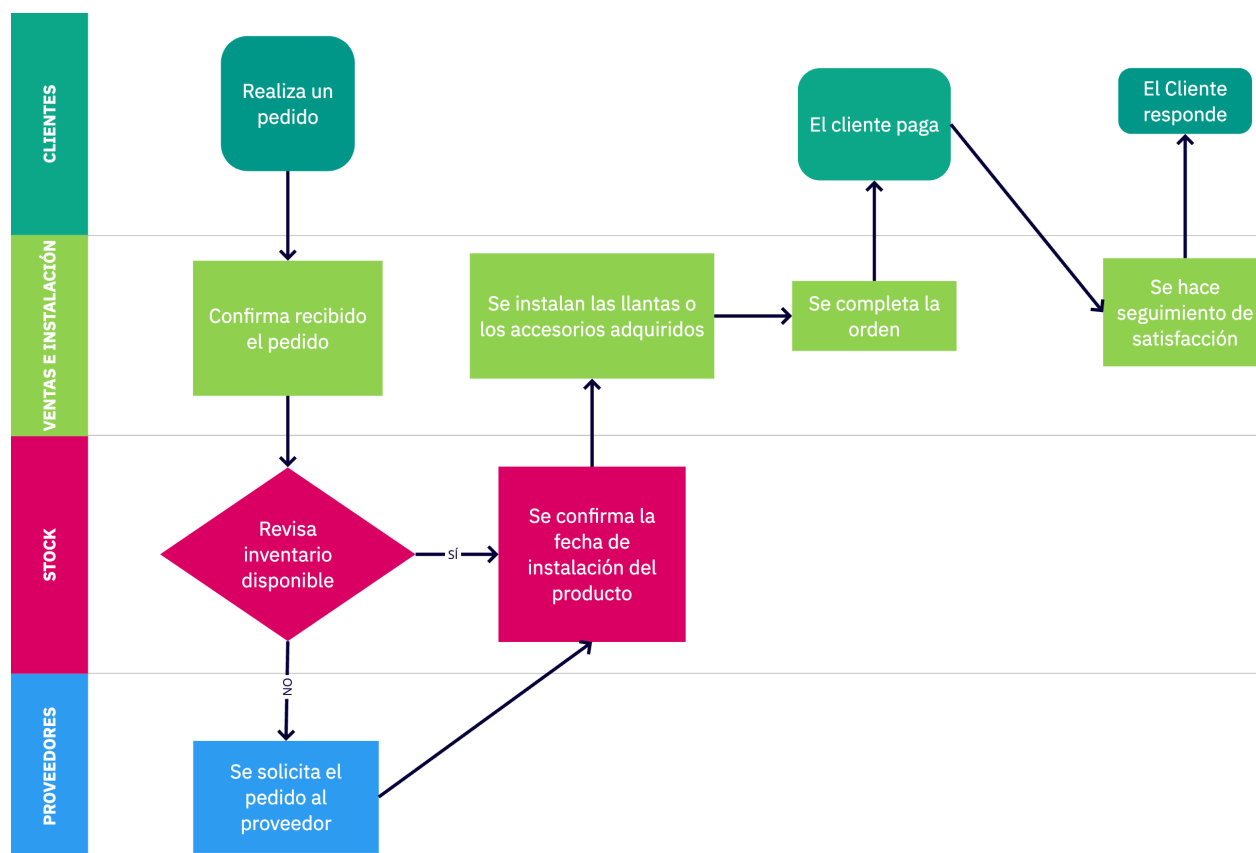 CLIENTES
Realiza un
pedido
El cliente paga
El Cliente
responde
VENTAS E INSTALACIÓN
Confirma recibido
el pedido
Se instalan las llantas o
los accesorios adquiridos
Se completa la
orden
Se hace
seguimiento de
satisfacción
STOCK
Revisa
inventario
disponible
SÍ
Se confirma la
fecha de
instalación del
producto
NO
PROVEEDORES
Se solicita el
pedido al
proveedor